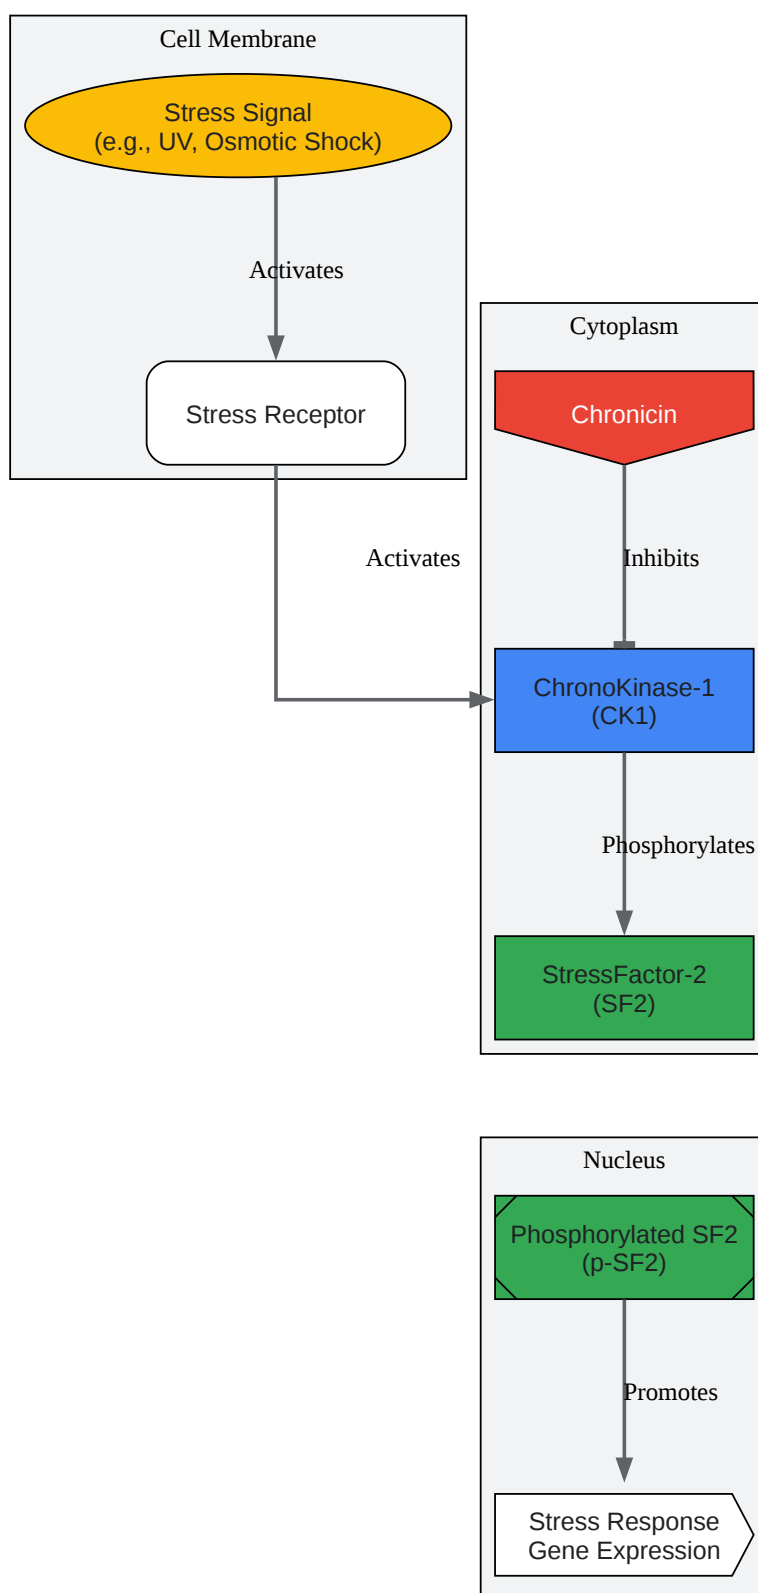 Cell Membrane
Stress Signal
(e.g., UV, Osmotic Shock)
Activates
Stress Receptor
Activates
Cytoplasm
Chronicin
Inhibits
ChronoKinase-1
(CK1)
Phosphorylates
StressFactor-2
(SF2)
Nucleus
Phosphorylated SF2
(p-SF2)
Promotes
Stress Response
Gene Expression